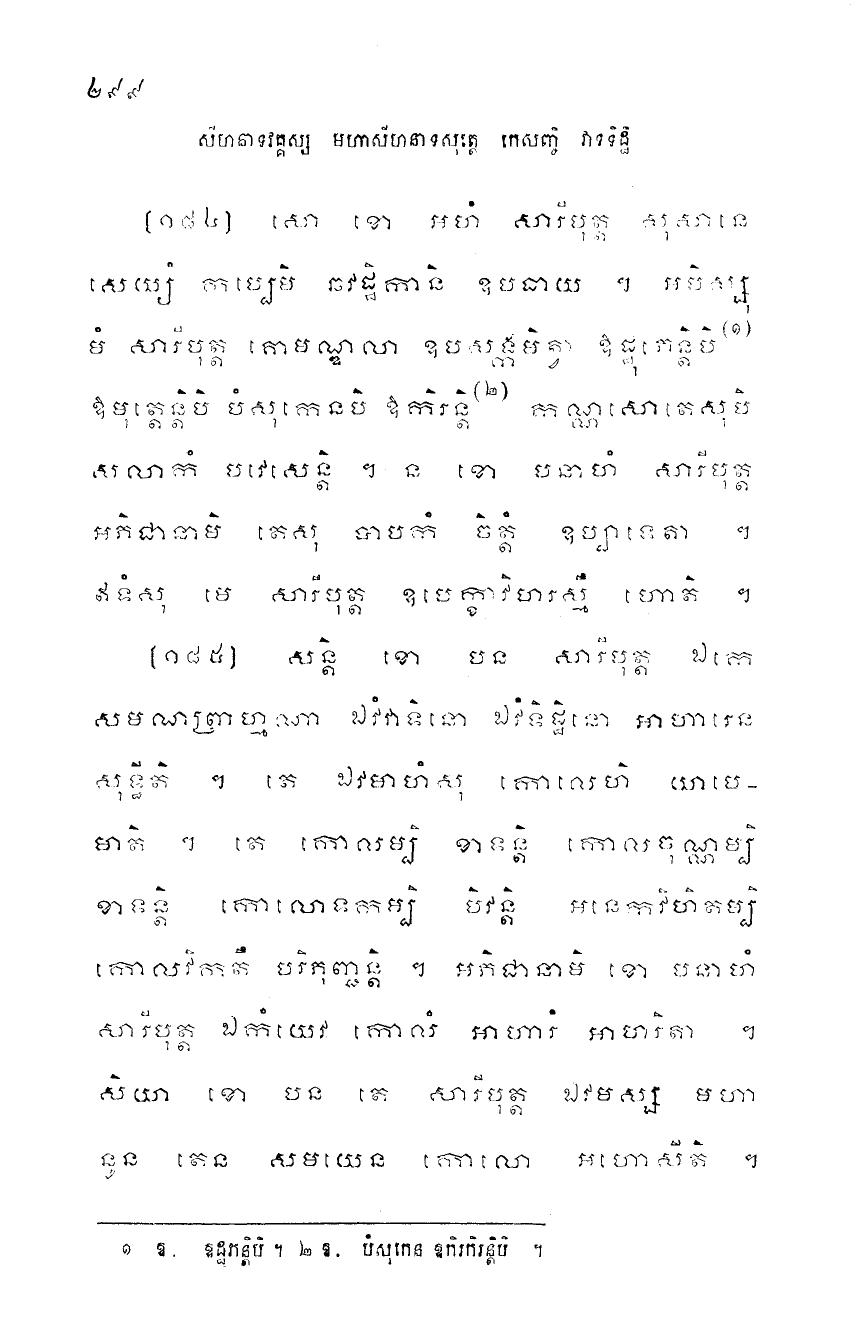 ២៩៩
សីហនាទវគ្គស្ស មហាសីហនាទសុត្តេ កេសញ្ចិ វាទទិដ្ឋិ
(១៨៤) សោ ខោ អហំ សារីបុត្ត សុសានេ
សេយ្យំ កប្បេមិ ឆវដ្ឋិកានិ ឧបធាយ ។ អបិស្សុ
មំ សារីបុត្ត គោមណ្ឌលា ឧបសង្កមិត្វា ឱដ្ឋុភេន្តិបិ(១)
ឱមុត្តេន្តិបិ បំសុកេនបិ ឱកិរន្តិ(២) កណ្ណសោតេសុបិ
សលាកំ បវេសេន្តិ ។ ន ខោ បនាហំ សារីបុត្ត
អភិជានាមិ តេសុ បាបកំ ចិត្តំ ឧប្បាទេតា ។
ឥទំសុ មេ សារីបុត្ត ឧបេក្ខាវិហារស្មឹ ហោតិ ។
(១៨៥) សន្តិ ខោ បន សារីបុត្ត ឯកេ
សមណព្រាហ្មណា ឯវំវាទិនោ ឯវំទិដ្ឋិនោ អាហារេន
សុទ្ធីតិ ។ តេ ឯវមាហំសុ កោលេហិ យាបេ-
មាតិ ។ តេ កោលម្បិ ខាទន្តិ កោលចុណ្ណម្បិ
ខាទន្តិ កោលោទកម្បិ បិវន្តិ អនេកវិហិតម្បិ
កោលវិកតឹ បរិភុញ្ជន្តិ ។ អភិជានាមិ ខោ បនាហំ
សារីបុត្ត ឯកំយេវ កោលំ អាហារំ អាហរិតា ។
សិយា ខោ បន តេ សារីបុត្ត ឯវមស្ស មហា
នូន តេន សមយេន កោលោ អហោសីតិ ។
១ ឧ. ឧដ្ឋុភន្តិបិ ។ ២ ឧ. បំសុកេន ឧកិរកិរន្តិបិ ។